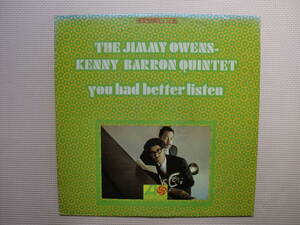 THE JIMMY OWENS-
KENNY BARRON QUINTET
you had better listen